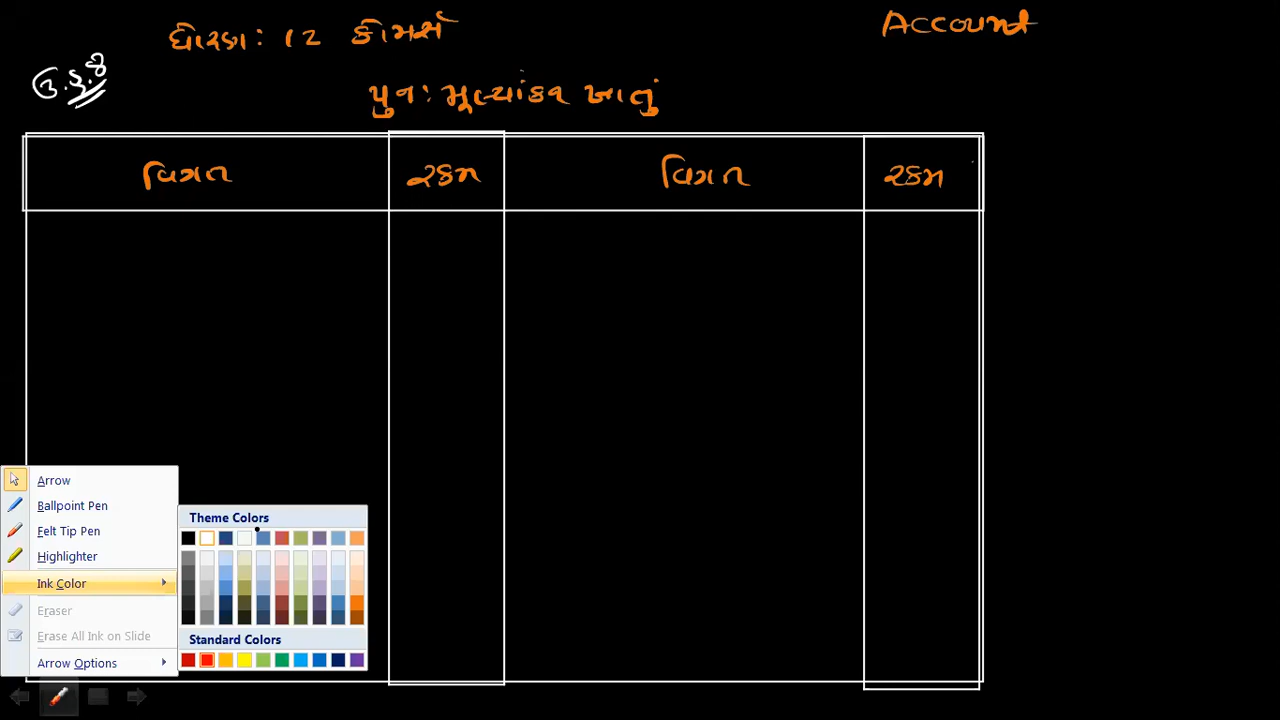 ધોરણ: 12 કોમર્સ
Account
ઉ.દા.8
પુન: મૂલ્યાંકન ખાતું
વિગત રકમ વિગત રકમ
Arrow
Ballpoint Pen
Felt Tip Pen
Highlighter
Ink Color
Eraser
Erase All Ink on Slide
Arrow Options
Theme Colors
Standard Colors